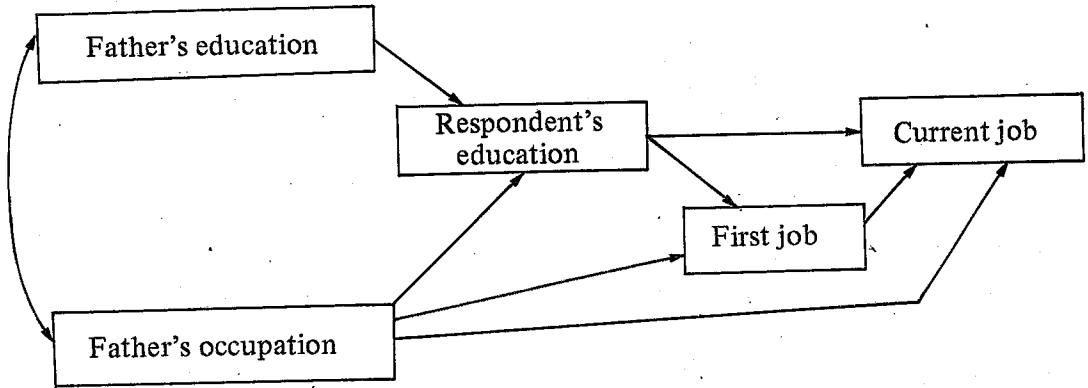 Father's education
Respondent's
education
Current job
First job
Father's occupation